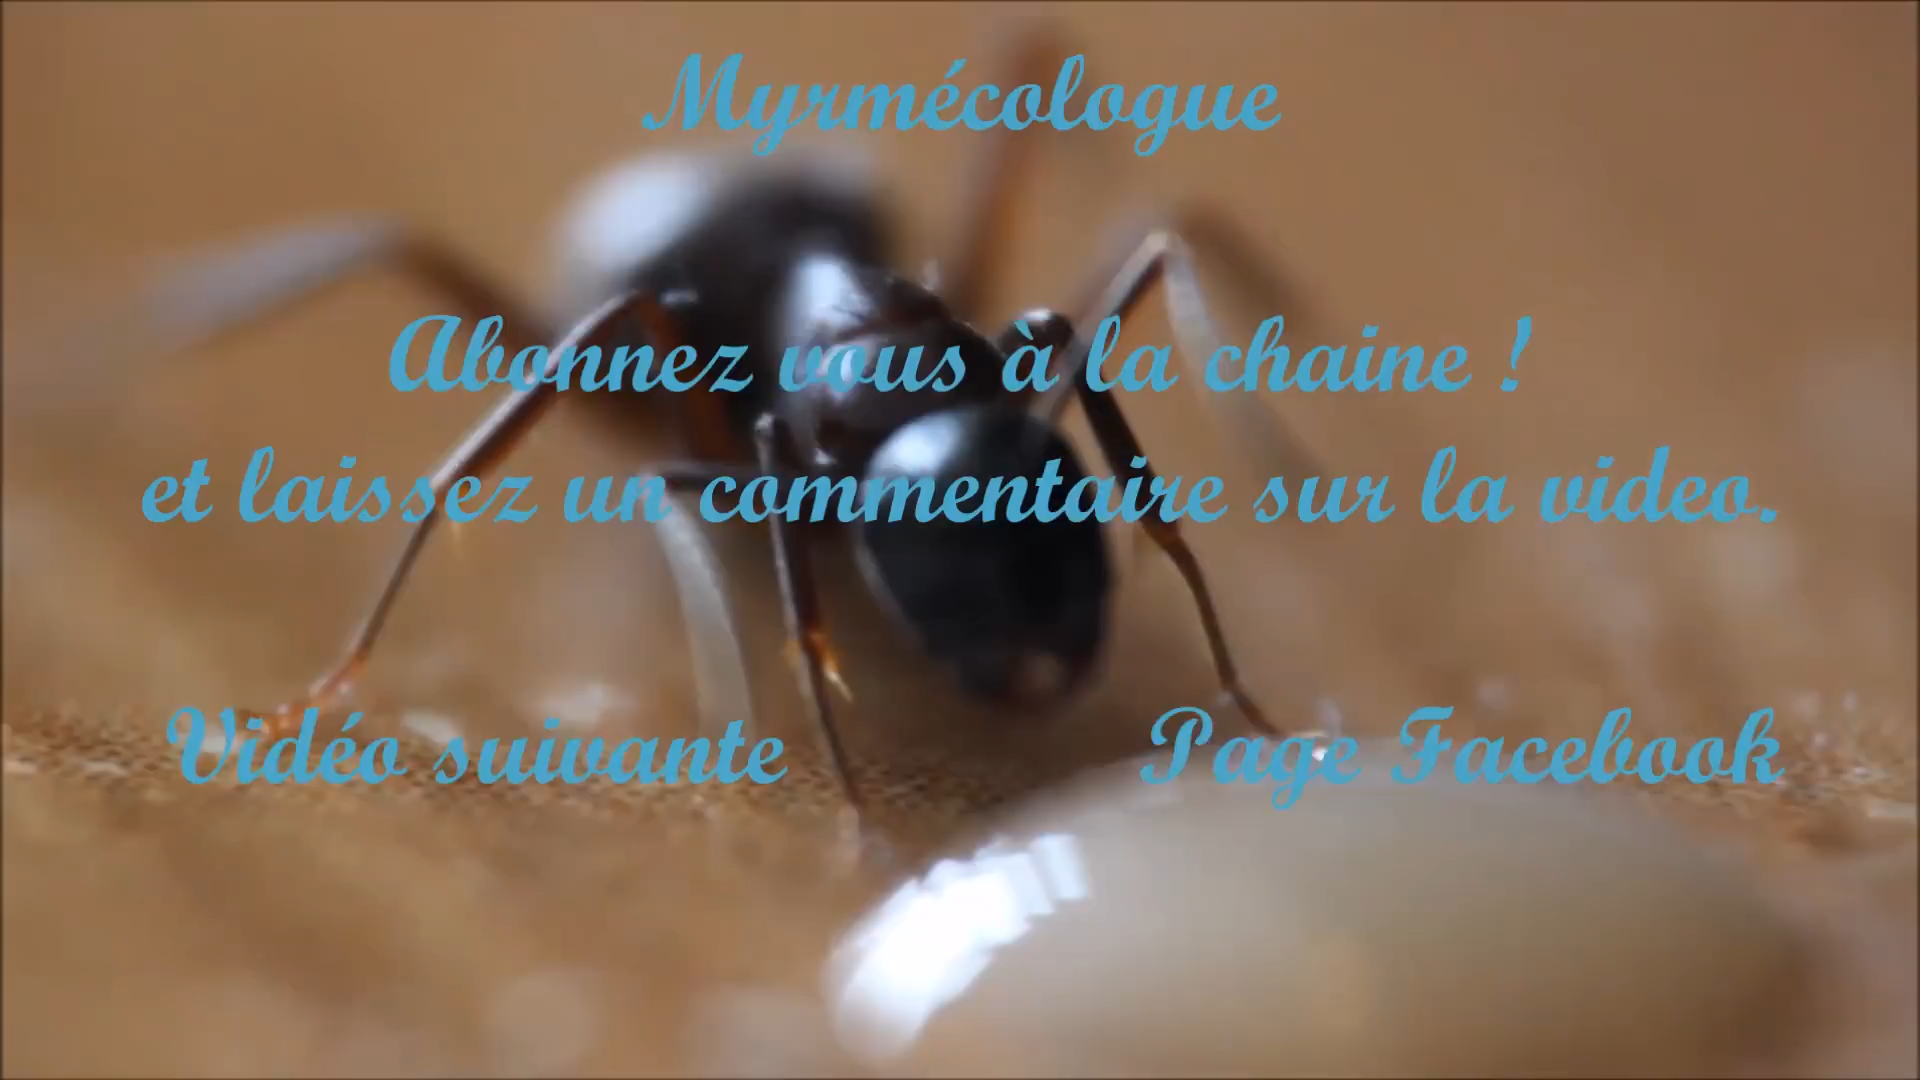 Myrmécologue
Abonnez vous à la chaine !
et laissez un commentaire sur la video.
Vidéo suivante
Page Facebook